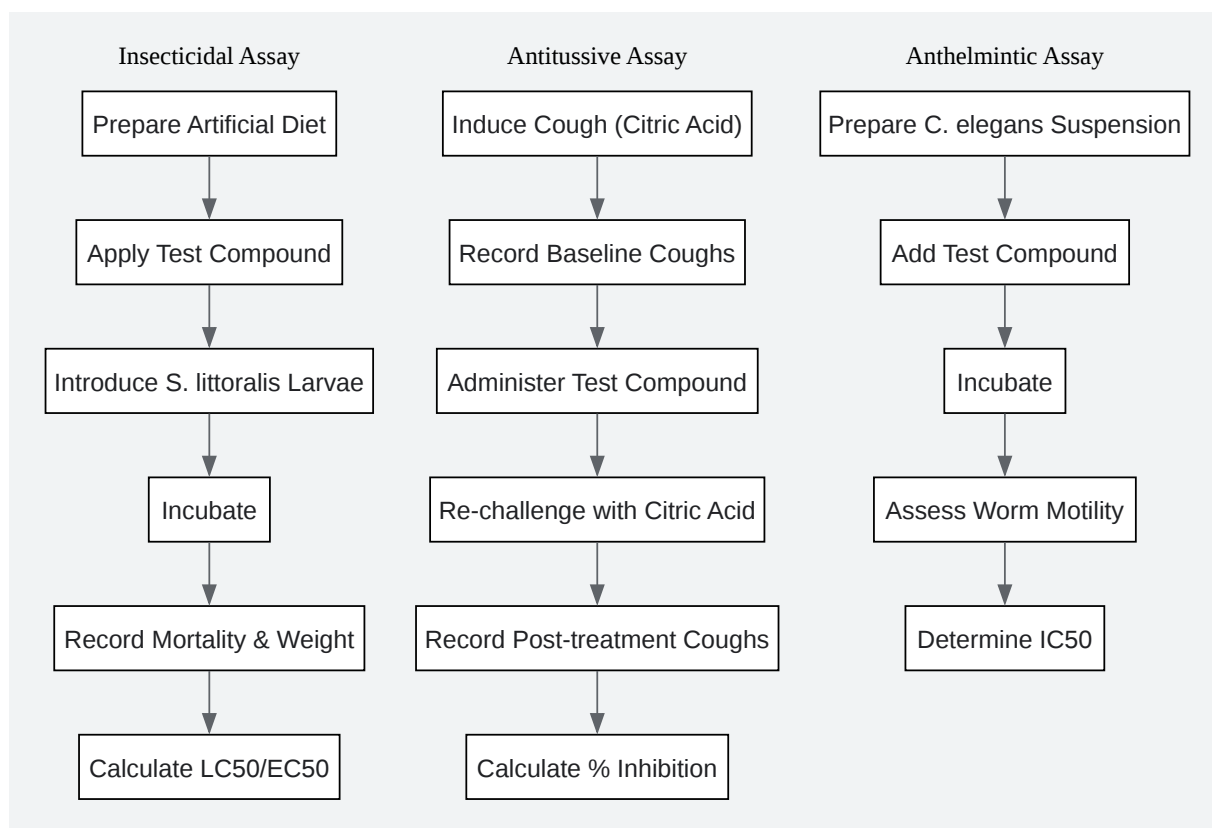 Insecticidal Assay
Prepare Artificial Diet
Apply Test Compound
Introduce S. littoralis Larvae
Incubate
Record Mortality & Weight
Calculate LC50/EC50
Antitussive Assay
Induce Cough (Citric Acid)
Record Baseline Coughs
Administer Test Compound
Re-challenge with Citric Acid
Record Post-treatment Coughs
Calculate % Inhibition
Anthelmintic Assay
Prepare C. elegans Suspension
Add Test Compound
Incubate
Assess Worm Motility
Determine IC50